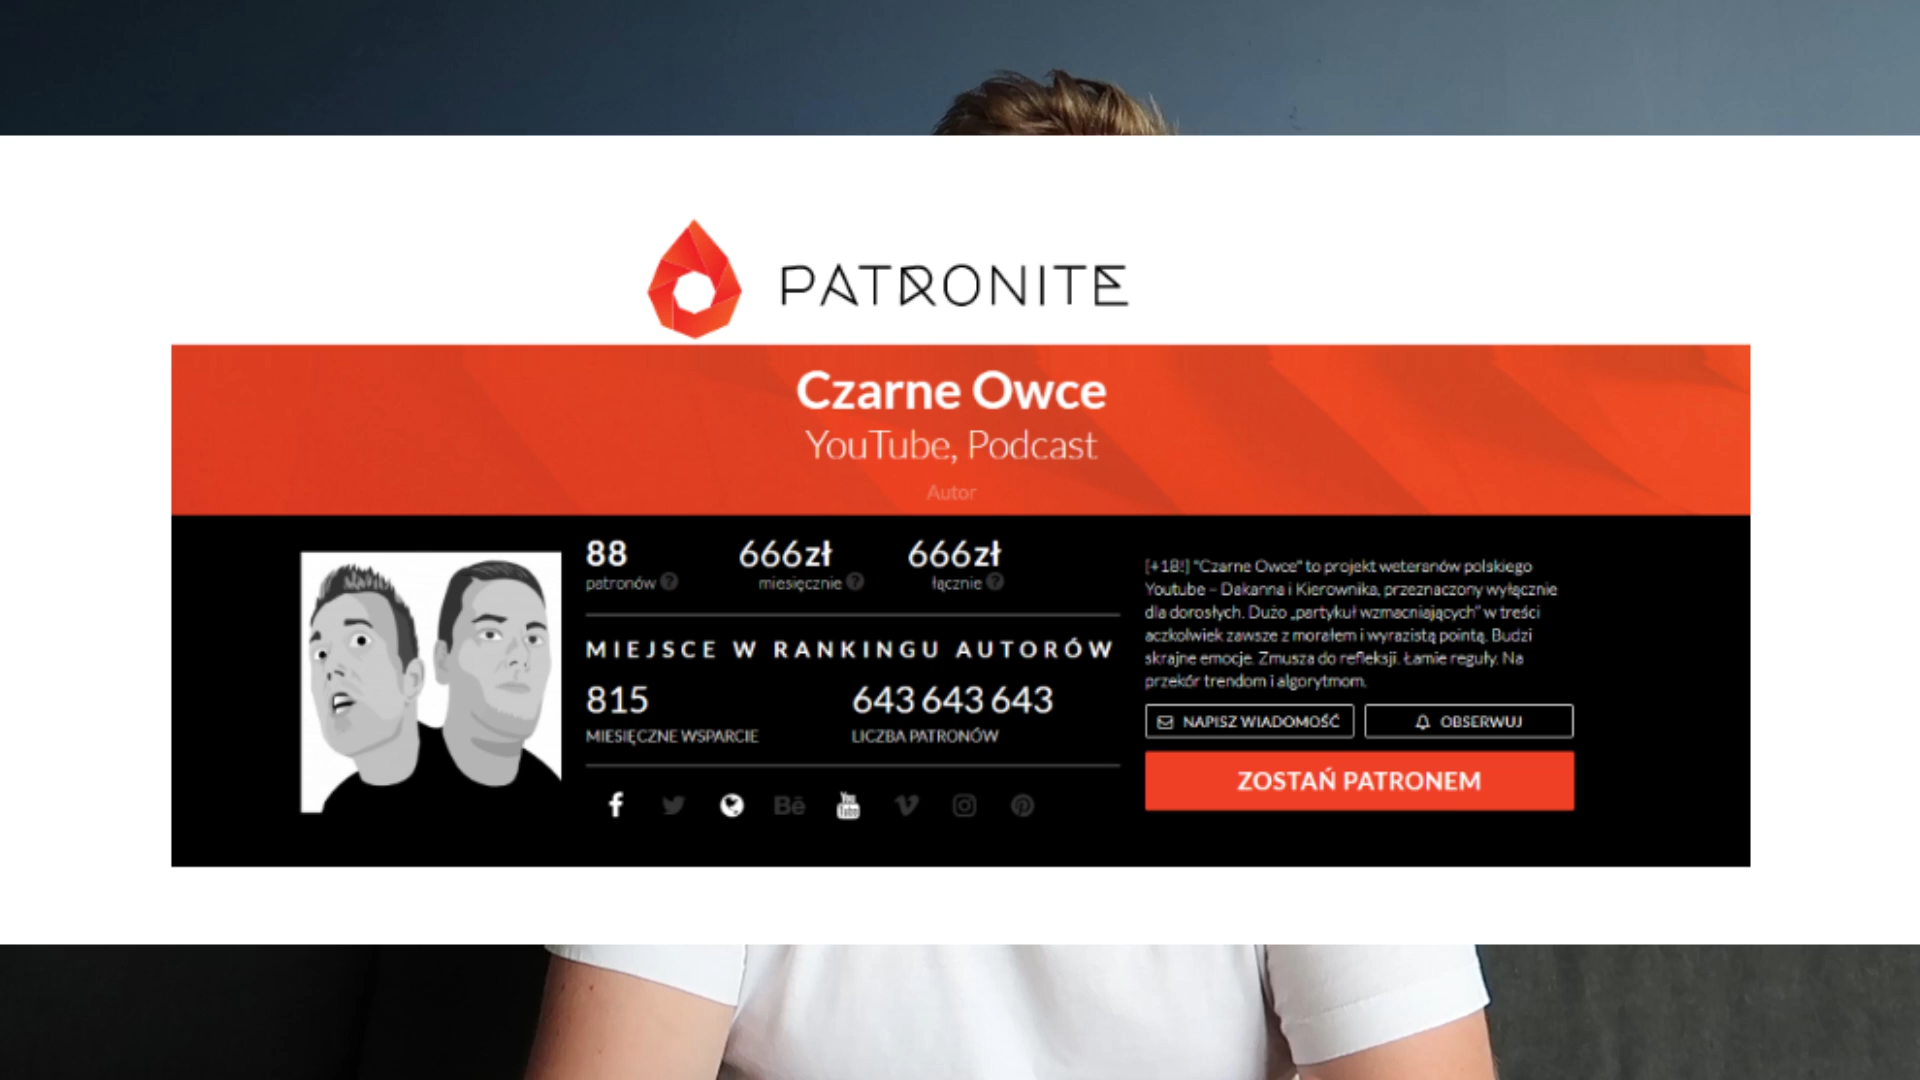 PATRONITE
Czarne Owce
YouTube, Podcast
Autor
88 666zł 666zł
patronów ? miesięcznie ? łącznie ?
MIEJSCE W RANKINGU AUTORÓW
815 643 643 643
MIESIĘCZNE WSPARCIE LICZBA PATRONÓW
f Bē You Tube
[+18!] "Czarne Owce" to projekt weteranów polskiego
Youtube – Dakanna i Kierownika, przeznaczony wyłącznie
dla dorosłych. Dużo „partykuł wzmacniających" w treści
aczkolwiek zawsze z morałem i wyrazistą pointą. Budzi
skrajne emocje. Zmusza do refleksji. Łamie reguły. Na
przekór trendom i algorytmom.
NAPISZ WIADOMOŚĆ OBSERWUJ
ZOSTAŃ PATRONEM